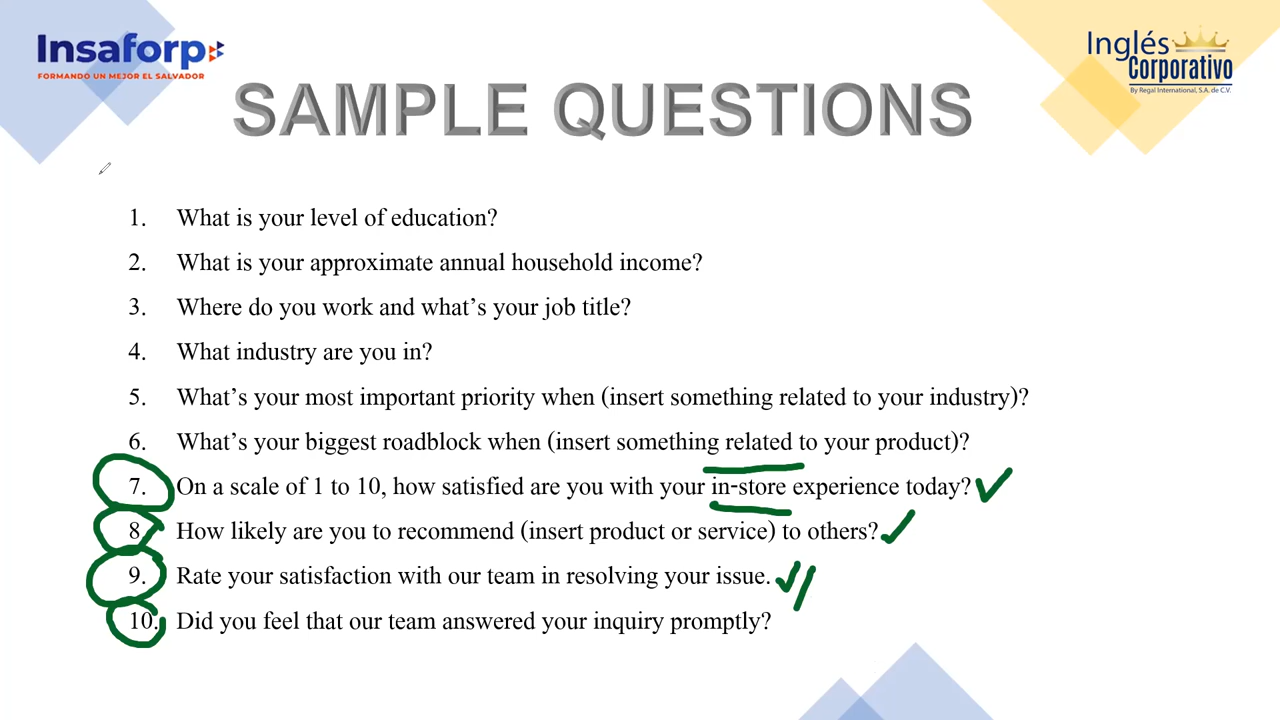 Insaforp
FORMANDO UN MEJOR EL SALVADOR
Inglés
Corporativo
By Regal International, S.A. de C.V.
SAMPLE QUESTIONS
1. What is your level of education?
2. What is your approximate annual household income?
3. Where do you work and what’s your job title?
4. What industry are you in?
5. What’s your most important priority when (insert something related to your industry)?
6. What’s your biggest roadblock when (insert something related to your product)?
7. On a scale of 1 to 10, how satisfied are you with your in-store experience today?
8. How likely are you to recommend (insert product or service) to others?
9. Rate your satisfaction with our team in resolving your issue.
10. Did you feel that our team answered your inquiry promptly?